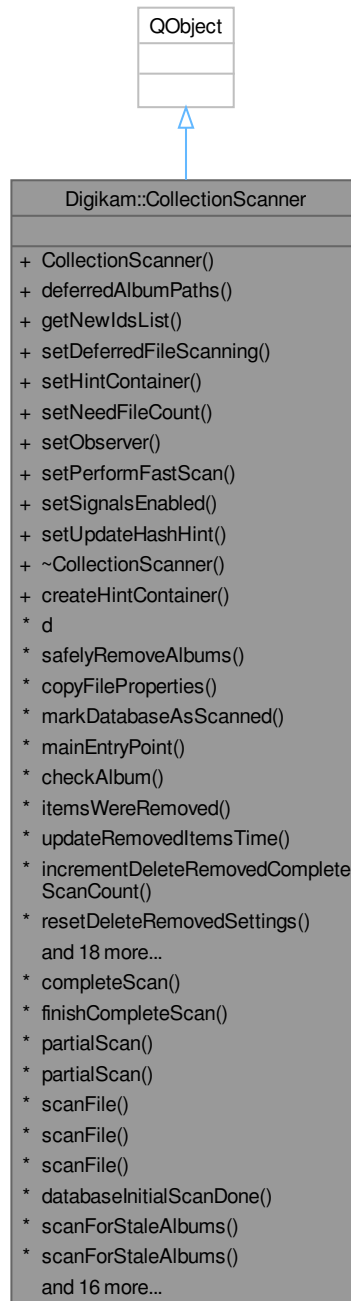 QObject
Digikam::CollectionScanner
+ CollectionScanner()
+ deferredAlbumPaths()
+ getNewIdsList()
+ setDeferredFileScanning()
+ setHintContainer()
+ setNeedFileCount()
+ setObserver()
+ setPerformFastScan()
+ setSignalsEnabled()
+ setUpdateHashHint()
+ ~CollectionScanner()
+ createHintContainer()
* d
* safelyRemoveAlbums()
* copyFileProperties()
* markDatabaseAsScanned()
* mainEntryPoint()
* checkAlbum()
* itemsWereRemoved()
* updateRemovedItemsTime()
* incrementDeleteRemovedComplete
ScanCount()
* resetDeleteRemovedSettings()
and 18 more...
* completeScan()
* finishCompleteScan()
* partialScan()
* partialScan()
* scanFile()
* scanFile()
* scanFile()
* databaseInitialScanDone()
* scanForStaleAlbums()
* scanForStaleAlbums()
and 16 more...